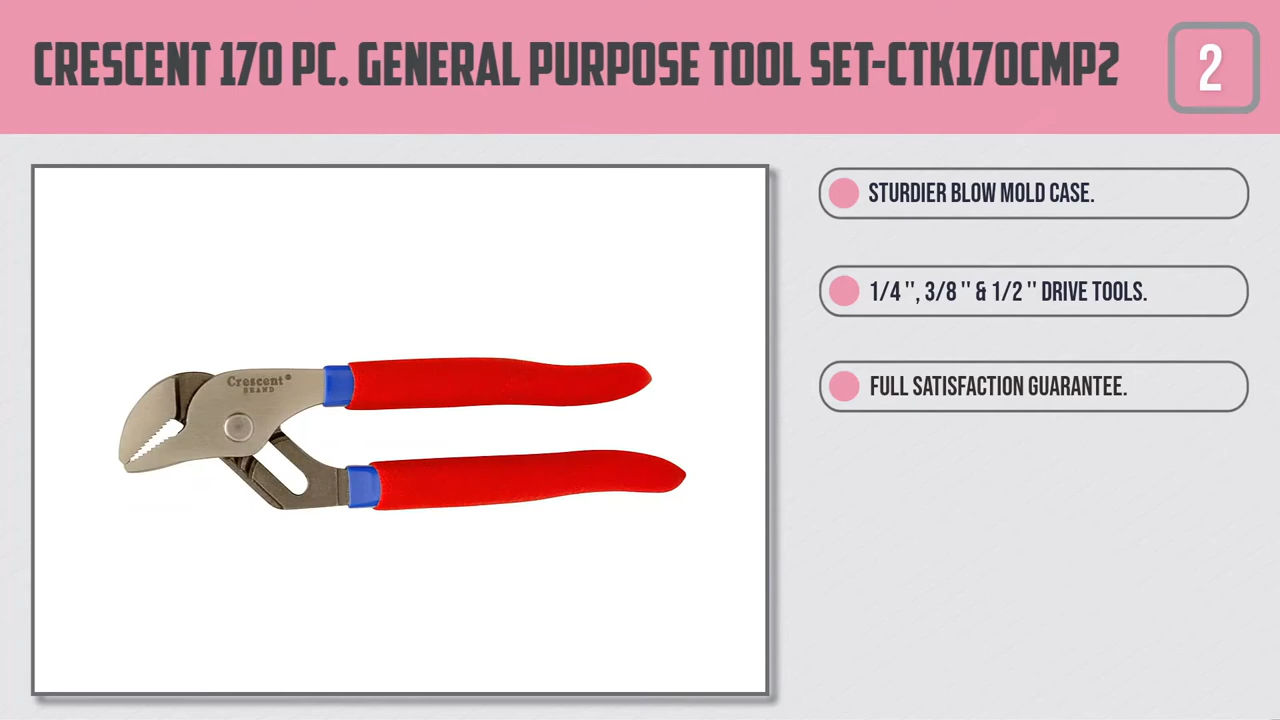 CRESCENT 170 PC. GENERAL PURPOSE TOOL SET-CTK170CMP2
2
Crescent®
BRAND
STURDIER BLOW MOLD CASE.
1/4 ", 3/8 " & 1/2 " DRIVE TOOLS.
FULL SATISFACTION GUARANTEE.